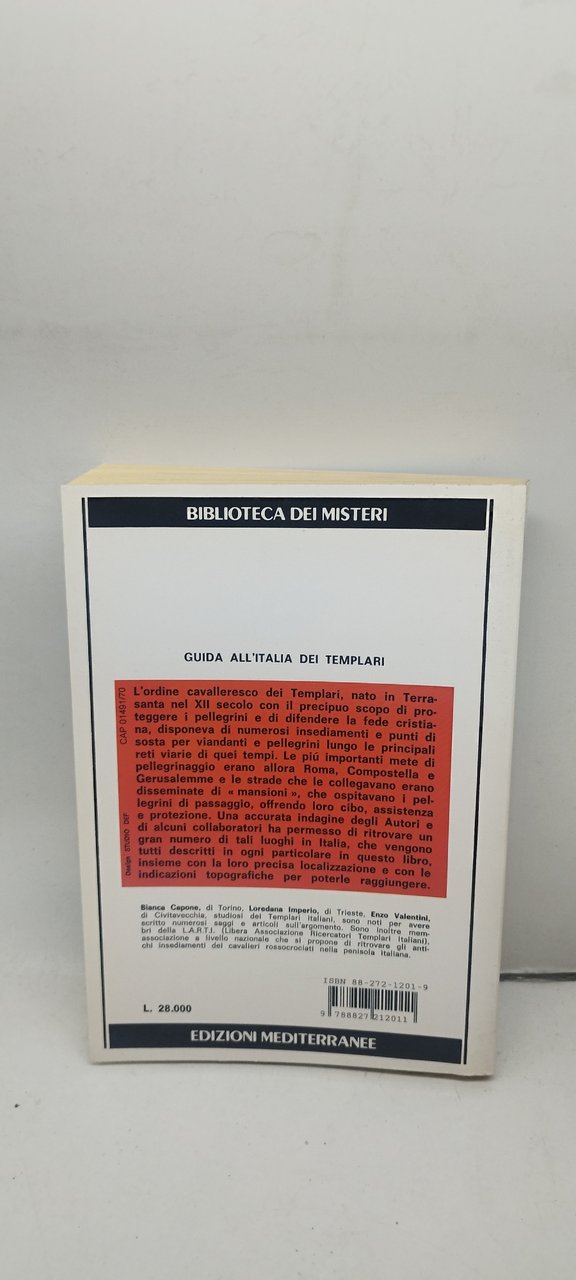 BIBLIOTECA DEI MISTERI
GUIDA ALL'ITALIA DEI TEMPLARI
L'ordine cavalleresco dei Templari, nato in Terra-
santa nel XII secolo con il precipuo scopo di pro-
teggere i pellegrini e di difendere la fede cristia-
na, disponeva di numerosi insediamenti e punti di
sosta per viandanti e pellegrini lungo le principali
reti viarie di quei tempi. Le piú importanti mete di
pellegrinaggio erano allora Roma, Compostella e
Gerusalemme e le strade che le collegavano erano
disseminate di « mansioni », che ospitavano i pel-
legrini di passaggio, offrendo loro cibo, assistenza
e protezione. Una accurata indagine degli Autori e
di alcuni collaboratori ha permesso di ritrovare un
gran numero di tali luoghi in Italia, che vengono
tutti descritti in ogni particolare in questo libro,
insieme con la loro precisa localizzazione e con le
indicazioni topografiche per poterle raggiungere.
CAP 01491/70
Design STUDIO DEF
Bianca Capone, di Torino, Loredana Imperio, di Trieste, Enzo Valentini,
di Civitavecchia, studiosi dei Templari Italiani, sono noti per avere
scritto numerosi saggi e articoli sull'argomento. Sono inoltre mem-
bri della L.A.R.T.I. (Libera Associazione Ricercatori Templari Italiani),
associazione a livello nazionale che si propone di ritrovare gli anti-
chi insediamenti dei cavalieri rossocrociati nella penisola italiana.
ISBN 88-272-1201-9
L. 28.000
9 788827 212011
EDIZIONI MEDITERRANEE